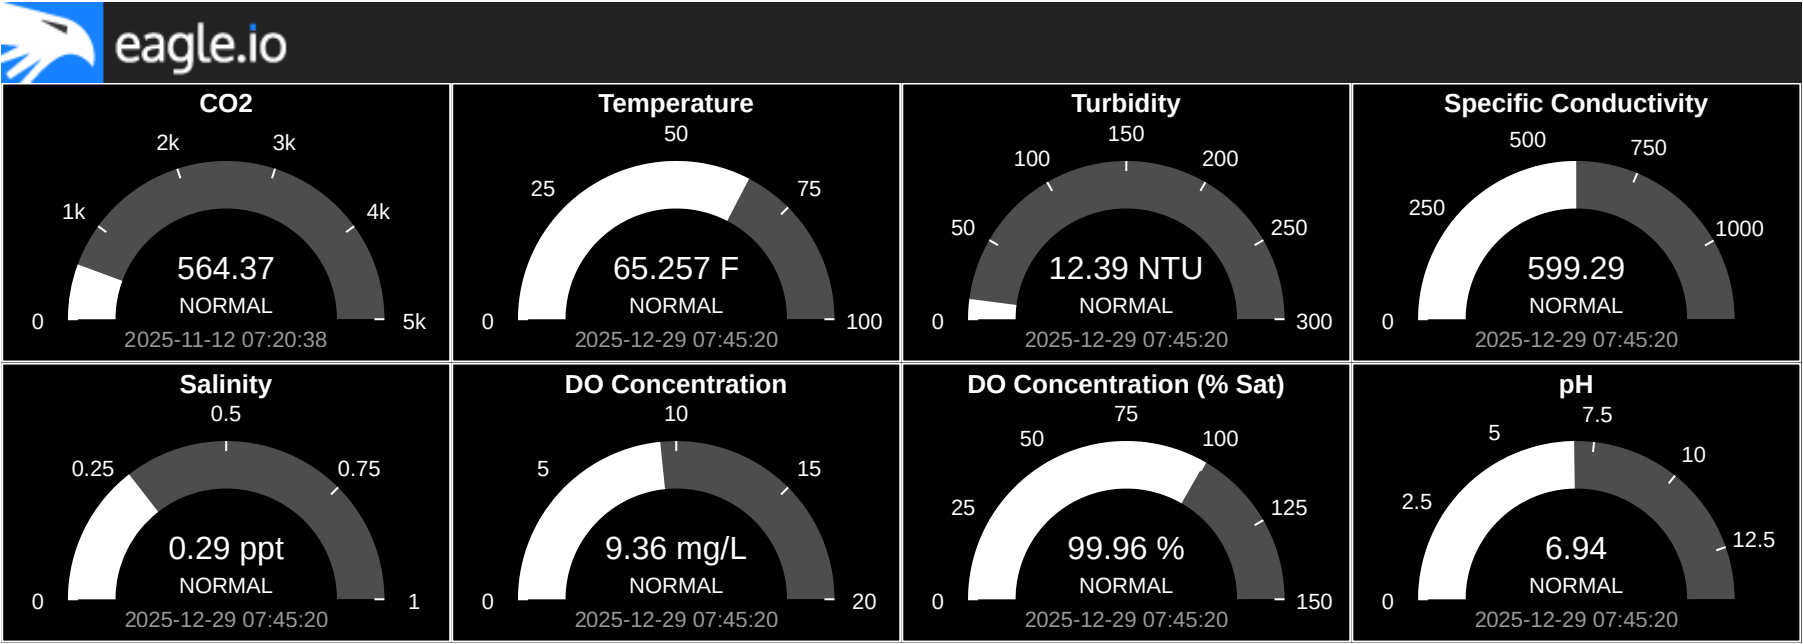 eagle.io
CO2
0
1k
2k
3k
4k
5k
564.37
NORMAL
2025-11-12 07:20:38
Temperature
0
25
50
75
100
65.257 F
NORMAL
2025-12-29 07:45:20
Turbidity
0
50
100
150
200
250
300
12.39 NTU
NORMAL
2025-12-29 07:45:20
Specific Conductivity
0
250
500
750
1000
599.29
NORMAL
2025-12-29 07:45:20
Salinity
0
0.25
0.5
0.75
1
0.29 ppt
NORMAL
2025-12-29 07:45:20
DO Concentration
0
5
10
15
20
9.36 mg/L
NORMAL
2025-12-29 07:45:20
DO Concentration (% Sat)
0
25
50
75
100
125
150
99.96 %
NORMAL
2025-12-29 07:45:20
pH
0
2.5
5
7.5
10
12.5
6.94
NORMAL
2025-12-29 07:45:20